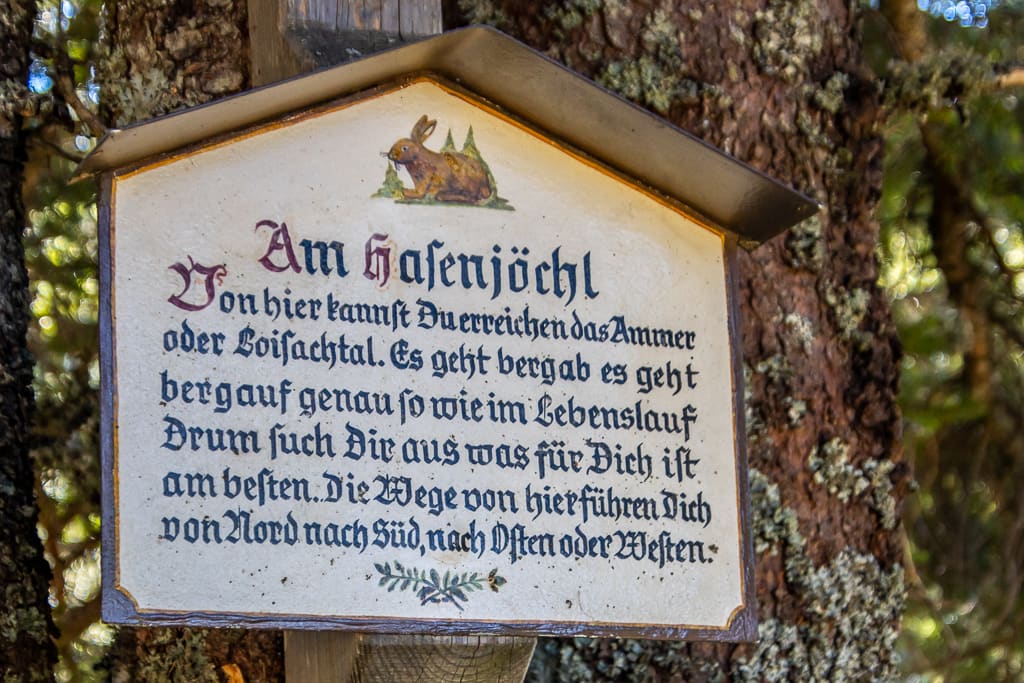 Am Hasenjöchl
Von hier kannst Du erreichen das Ammer
oder Loisachtal. Es geht bergab es geht
bergauf genau so wie im Lebenslauf
Drum such Dir aus was für Dich ist
am besten. Die Wege von hier führen Dich
von Nord nach Süd, nach Osten oder Westen.